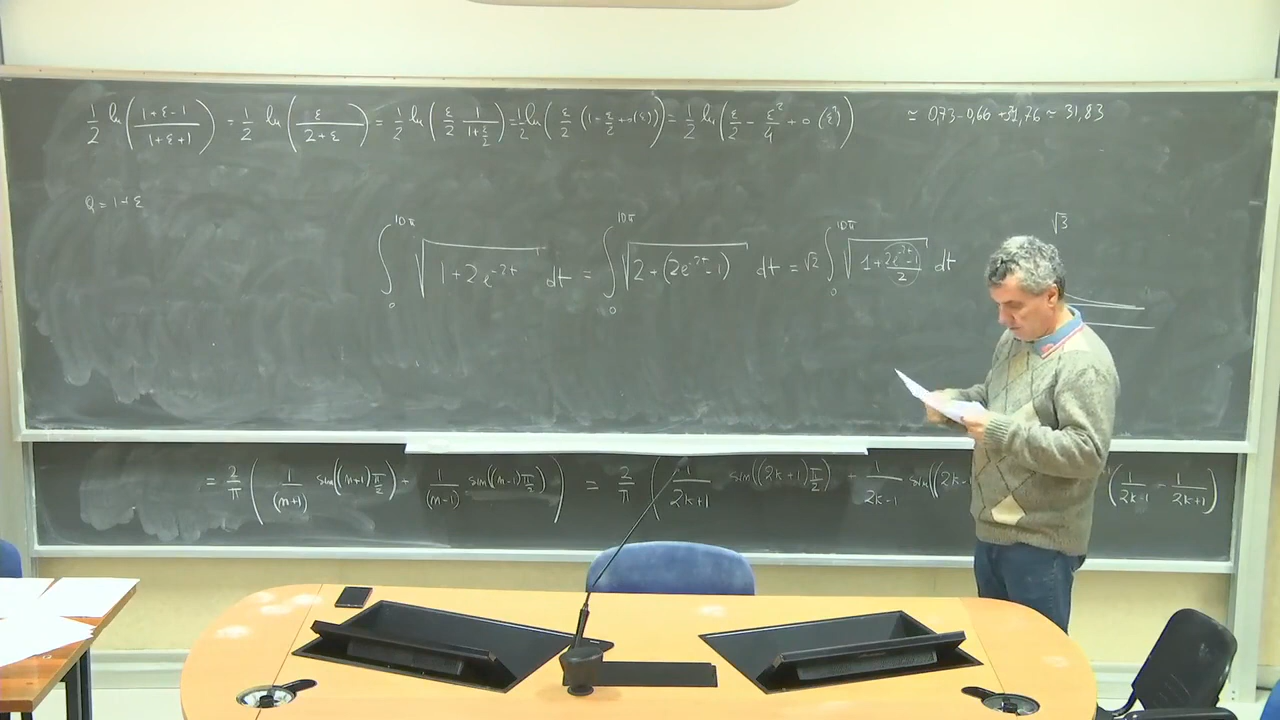 1/2 ln((1+ε-1)/(1+ε+1)) = 1/2 ln(ε/(2+ε)) = 1/2 ln(ε/2 1/(1+ε/2)) = 1/2 ln(ε/2 (1-ε/2+o(ε))) = 1/2 ln(ε/2 - ε²/4 + o(ε²)) ≃ 0,73-0,66+31,76 ≃ 31,83
Q = 1+ε
√3
∫₀^{10π} √(1+2e^{-2t}) dt = ∫₀^{10π} √(2+(2e^{-2t}-1)) dt = √2 ∫₀^{10π} √(1+(2e^{-2t}-1)/2) dt
= 2/π (1/(n+1) sin((n+1)π/2) + 1/(n-1) sin((n-1)π/2)) = 2/π (1/(2k+1) sin((2k+1)π/2) + 1/(2k-1) sin((2k- (1/(2k-1) - 1/(2k+1))